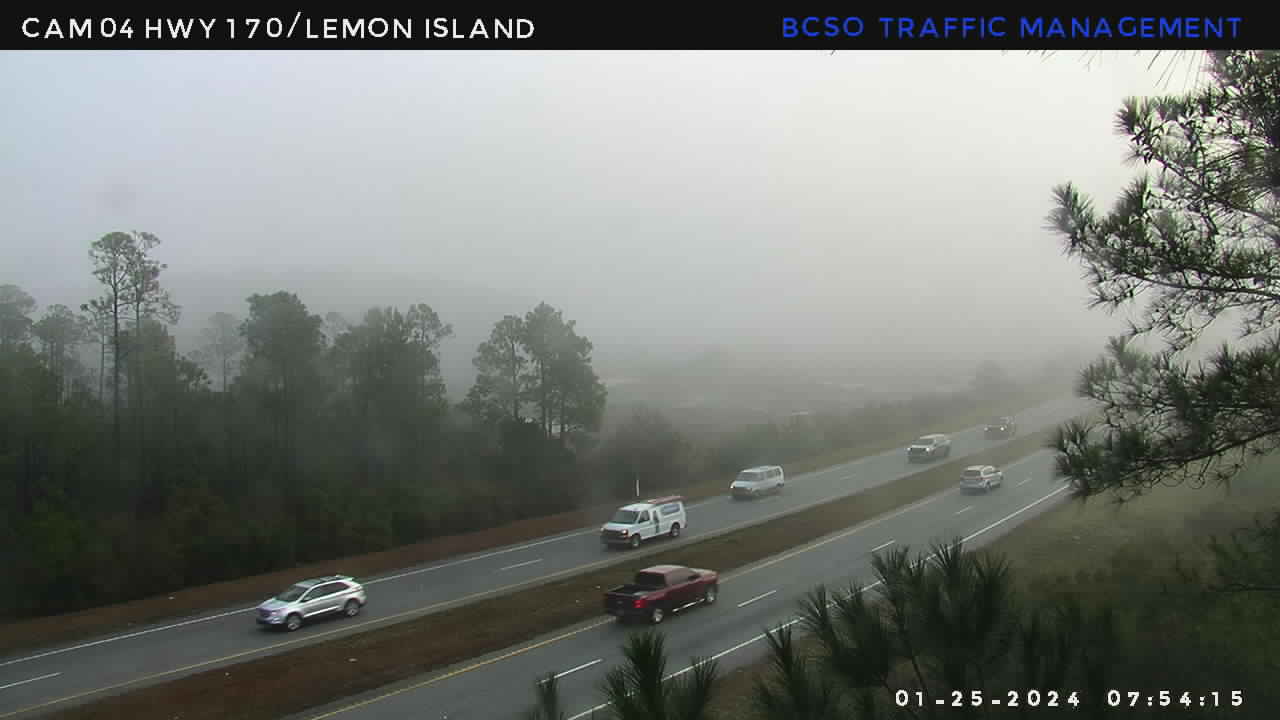 CAM04 HWY 170/LEMON ISLAND
BCSO TRAFFIC MANAGEMENT
01-25-2024 07:54:15